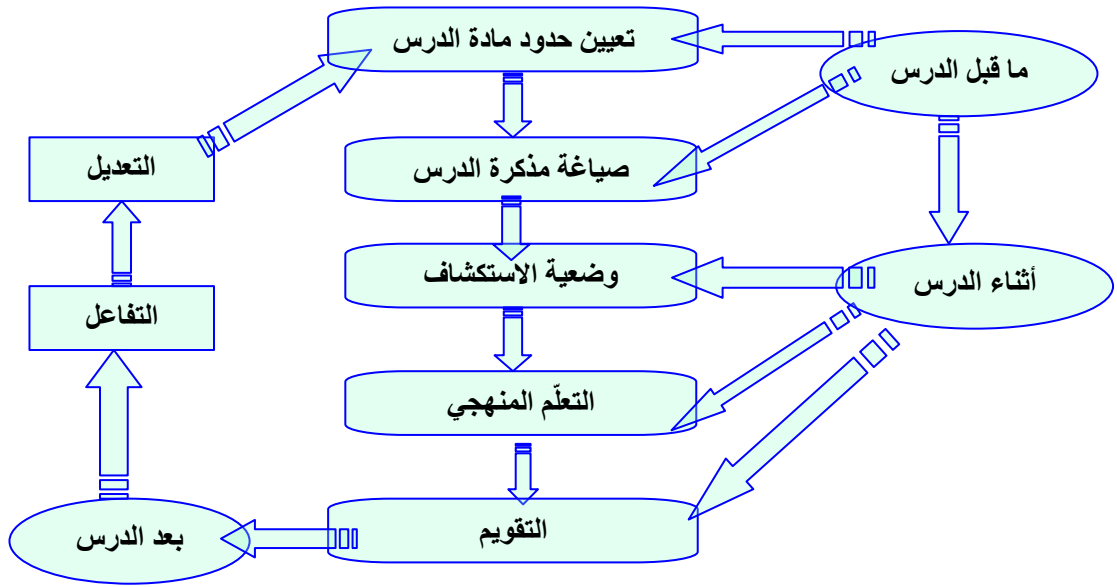 تعيين حدود مادة الدرس
ما قبل الدرس
صياغة مذكرة الدرس
التعديل
وضعية الاستكشاف
أثناء الدرس
التفاعل
التعلّم المنهجي
التقويم
بعد الدرس